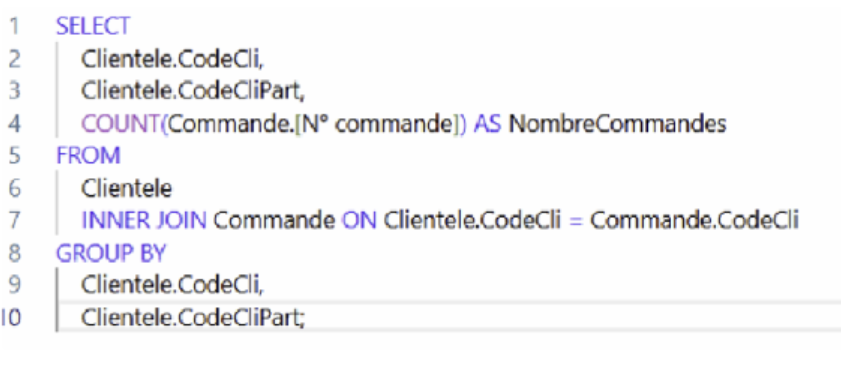 1 SELECT
2 Clientele.CodeCli,
3 Clientele.CodeCliPart,
4 COUNT(Commande.[N° commande]) AS NombreCommandes
5 FROM
6 Clientele
7 INNER JOIN Commande ON Clientele.CodeCli = Commande.CodeCli
8 GROUP BY
9 Clientele.CodeCli,
10 Clientele.CodeCliPart;